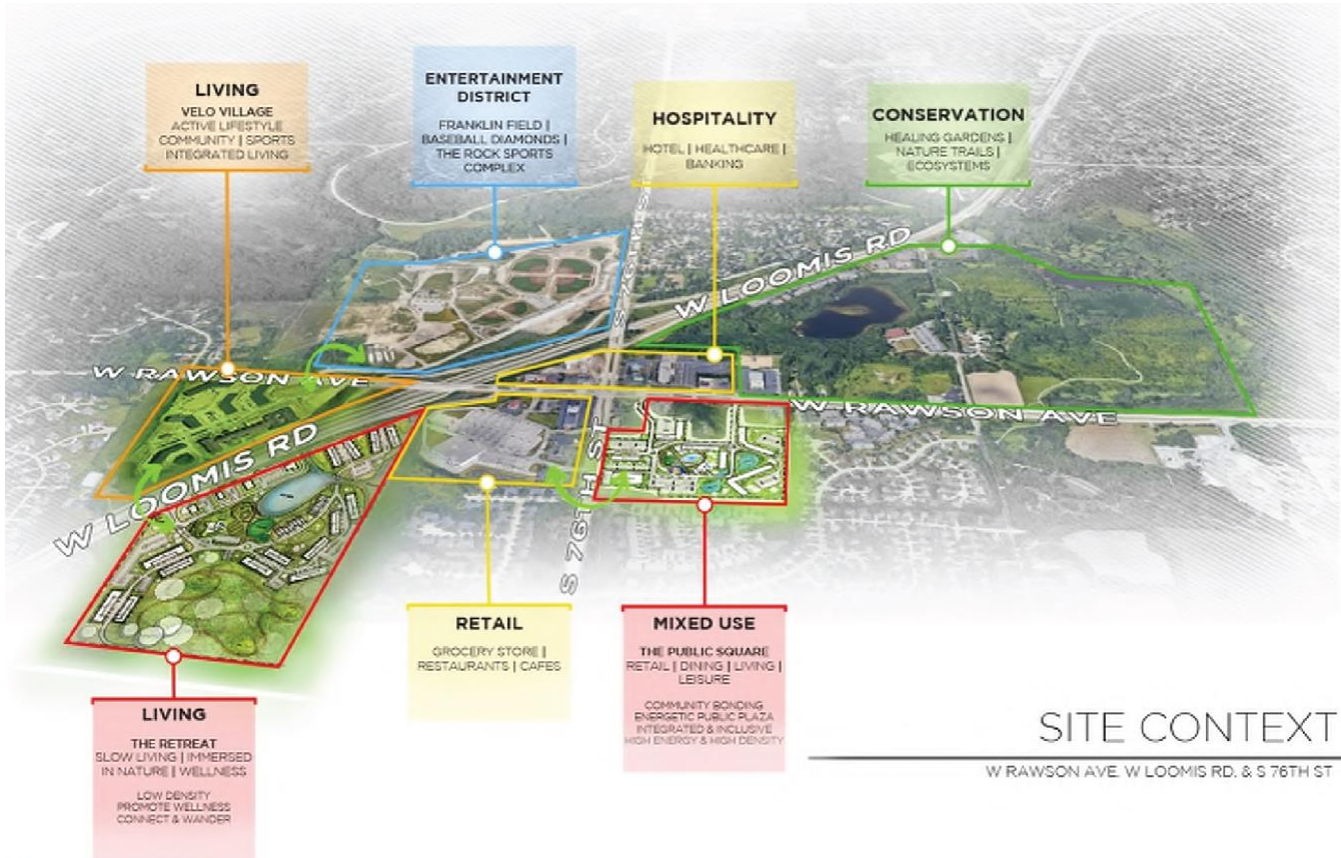 LIVING
VELO VILLAGE
ACTIVE LIFESTYLE
COMMUNITY | SPORTS
INTEGRATED LIVING
ENTERTAINMENT
DISTRICT
FRANKLIN FIELD |
BASEBALL DIAMONDS |
THE ROCK SPORTS
COMPLEX
HOSPITALITY
HOTEL | HEALTHCARE |
BANKING
CONSERVATION
HEALING GARDENS |
NATURE TRAILS |
ECOSYSTEMS
S 76TH S
W LOOMIS RD
W RAWSON AVE
W RAWSON AVE
W LOOMIS RD
S 76TH ST
RETAIL
GROCERY STORE |
RESTAURANTS | CAFES
MIXED USE
THE PUBLIC SQUARE
RETAIL | DINING | LIVING |
LEISURE
COMMUNITY BONDING
ENERGETIC PUBLIC PLAZA
INTEGRATED & INCLUSIVE
HIGH ENERGY & HIGH DENSITY
LIVING
THE RETREAT
SLOW LIVING | IMMERSED
IN NATURE | WELLNESS
LOW DENSITY
PROMOTE WELLNESS
CONNECT & WANDER
SITE CONTEXT
W RAWSON AVE. W LOOMIS RD. & S 76TH ST